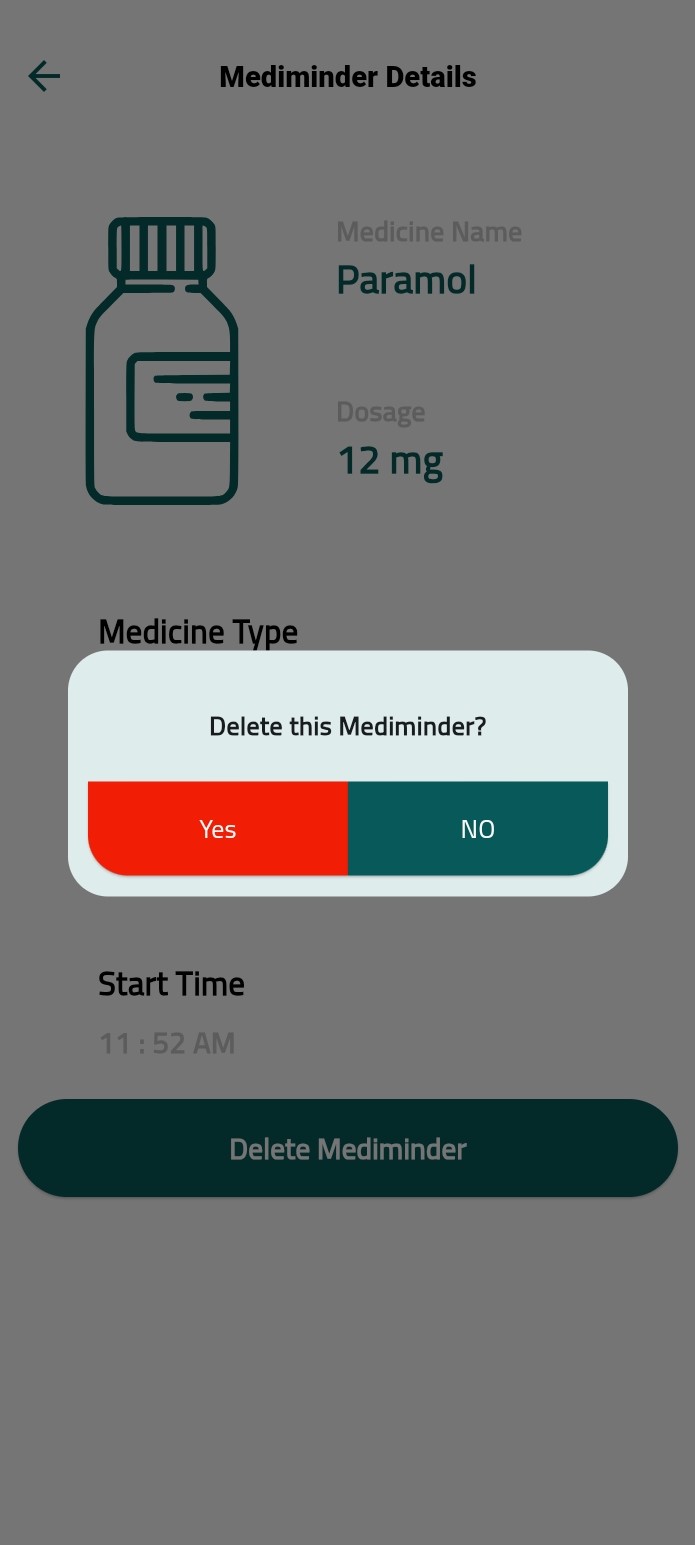 Mediminder Details
Medicine Name
Paramol
Dosage
12 mg
Medicine Type
Delete this Mediminder?
Yes
NO
Start Time
11 : 52 AM
Delete Mediminder